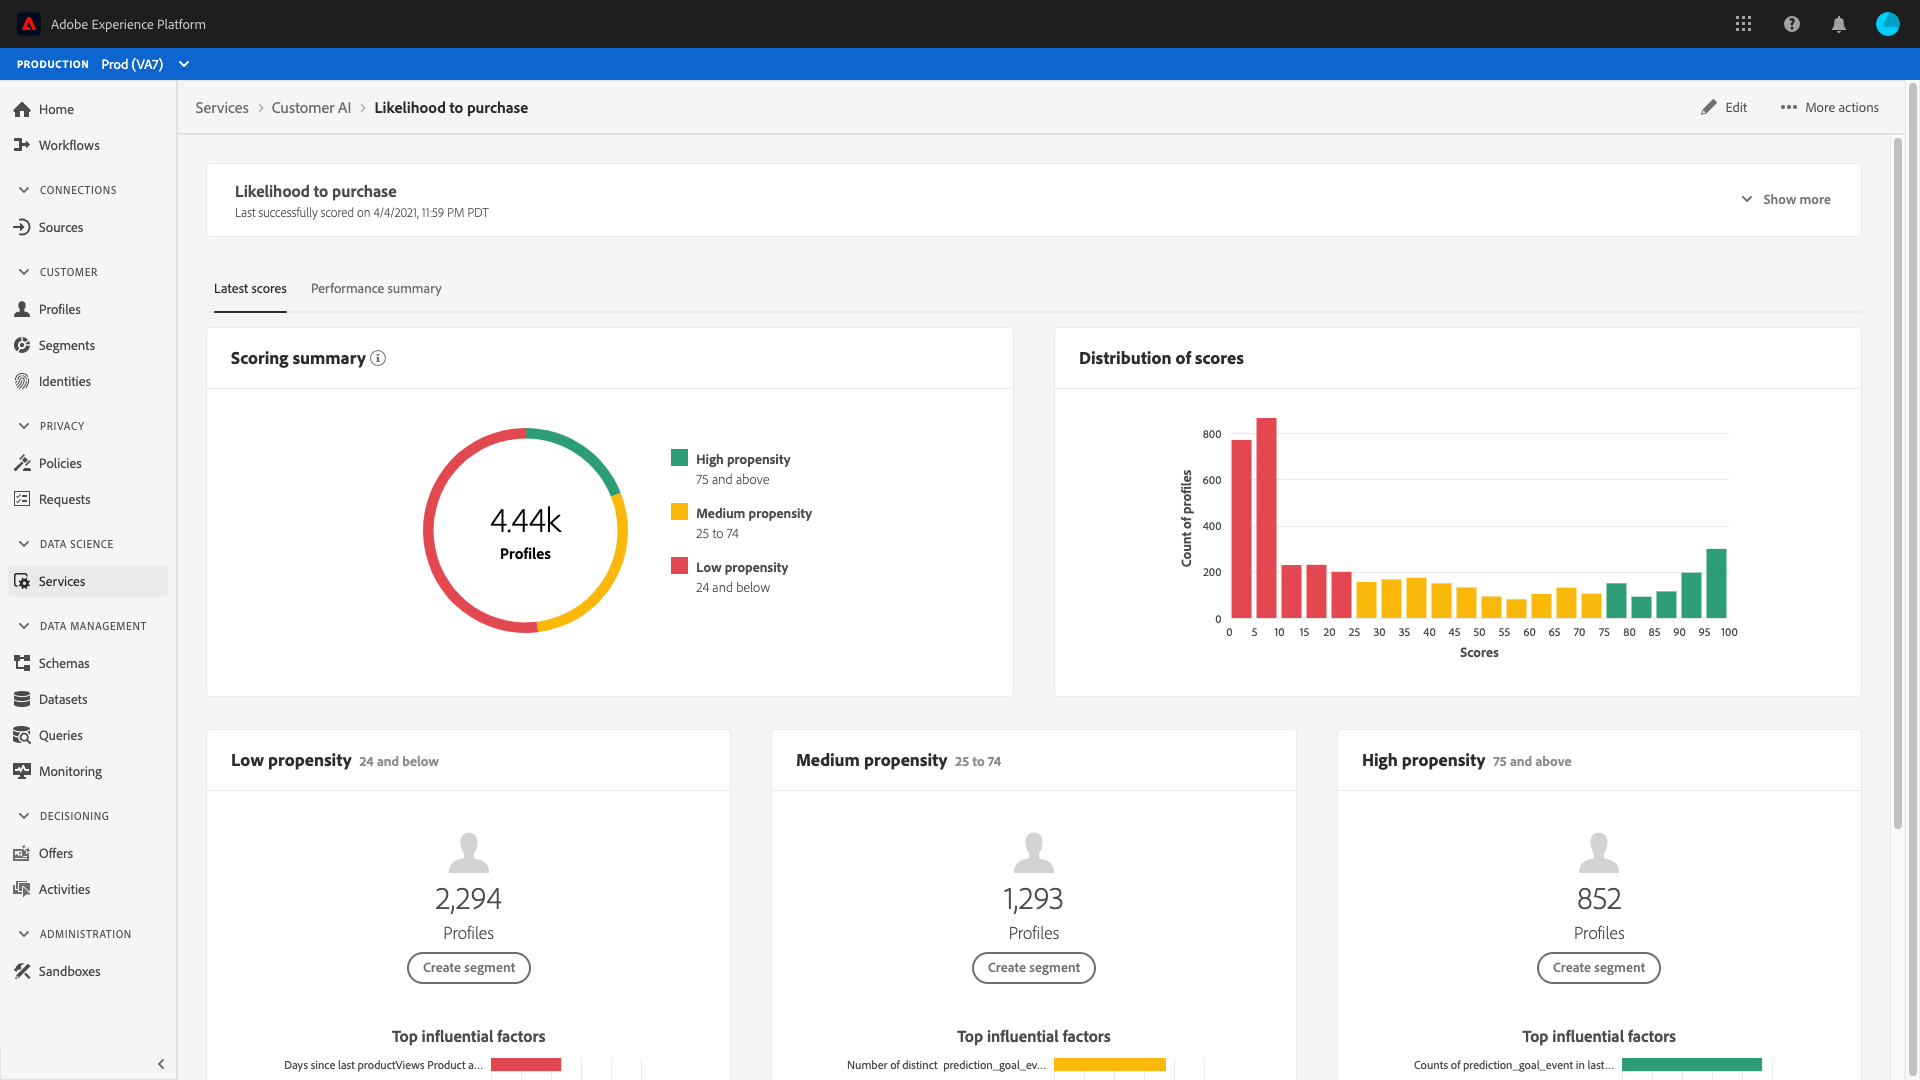 Adobe Experience Platform
PRODUCTION Prod (VA7)
Home
Workflows
CONNECTIONS
Sources
CUSTOMER
Profiles
Segments
Identities
PRIVACY
Policies
Requests
DATA SCIENCE
Services
DATA MANAGEMENT
Schemas
Datasets
Queries
Monitoring
DECISIONING
Offers
Activities
ADMINISTRATION
Sandboxes
Services > Customer AI > Likelihood to purchase
Edit
More actions
Likelihood to purchase
Last successfully scored on 4/4/2021, 11:59 PM PDT
Show more
Latest scores
Performance summary
Scoring summary
4.44k
Profiles
High propensity
75 and above
Medium propensity
25 to 74
Low propensity
24 and below
Distribution of scores
Count of profiles
800
600
400
200
0
0 5 10 15 20 25 30 35 40 45 50 55 60 65 70 75 80 85 90 95 100
Scores
Low propensity 24 and below
2,294
Profiles
Create segment
Top influential factors
Days since last productViews Product a...
Medium propensity 25 to 74
1,293
Profiles
Create segment
Top influential factors
Number of distinct prediction_goal_ev...
High propensity 75 and above
852
Profiles
Create segment
Top influential factors
Counts of prediction_goal_event in last...